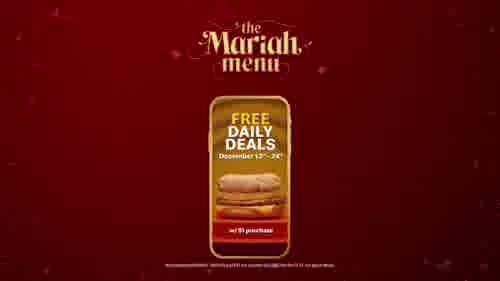 the
Mariah
menu
FREE
DAILY
DEALS
December 13th-24th
w/ $1 purchase